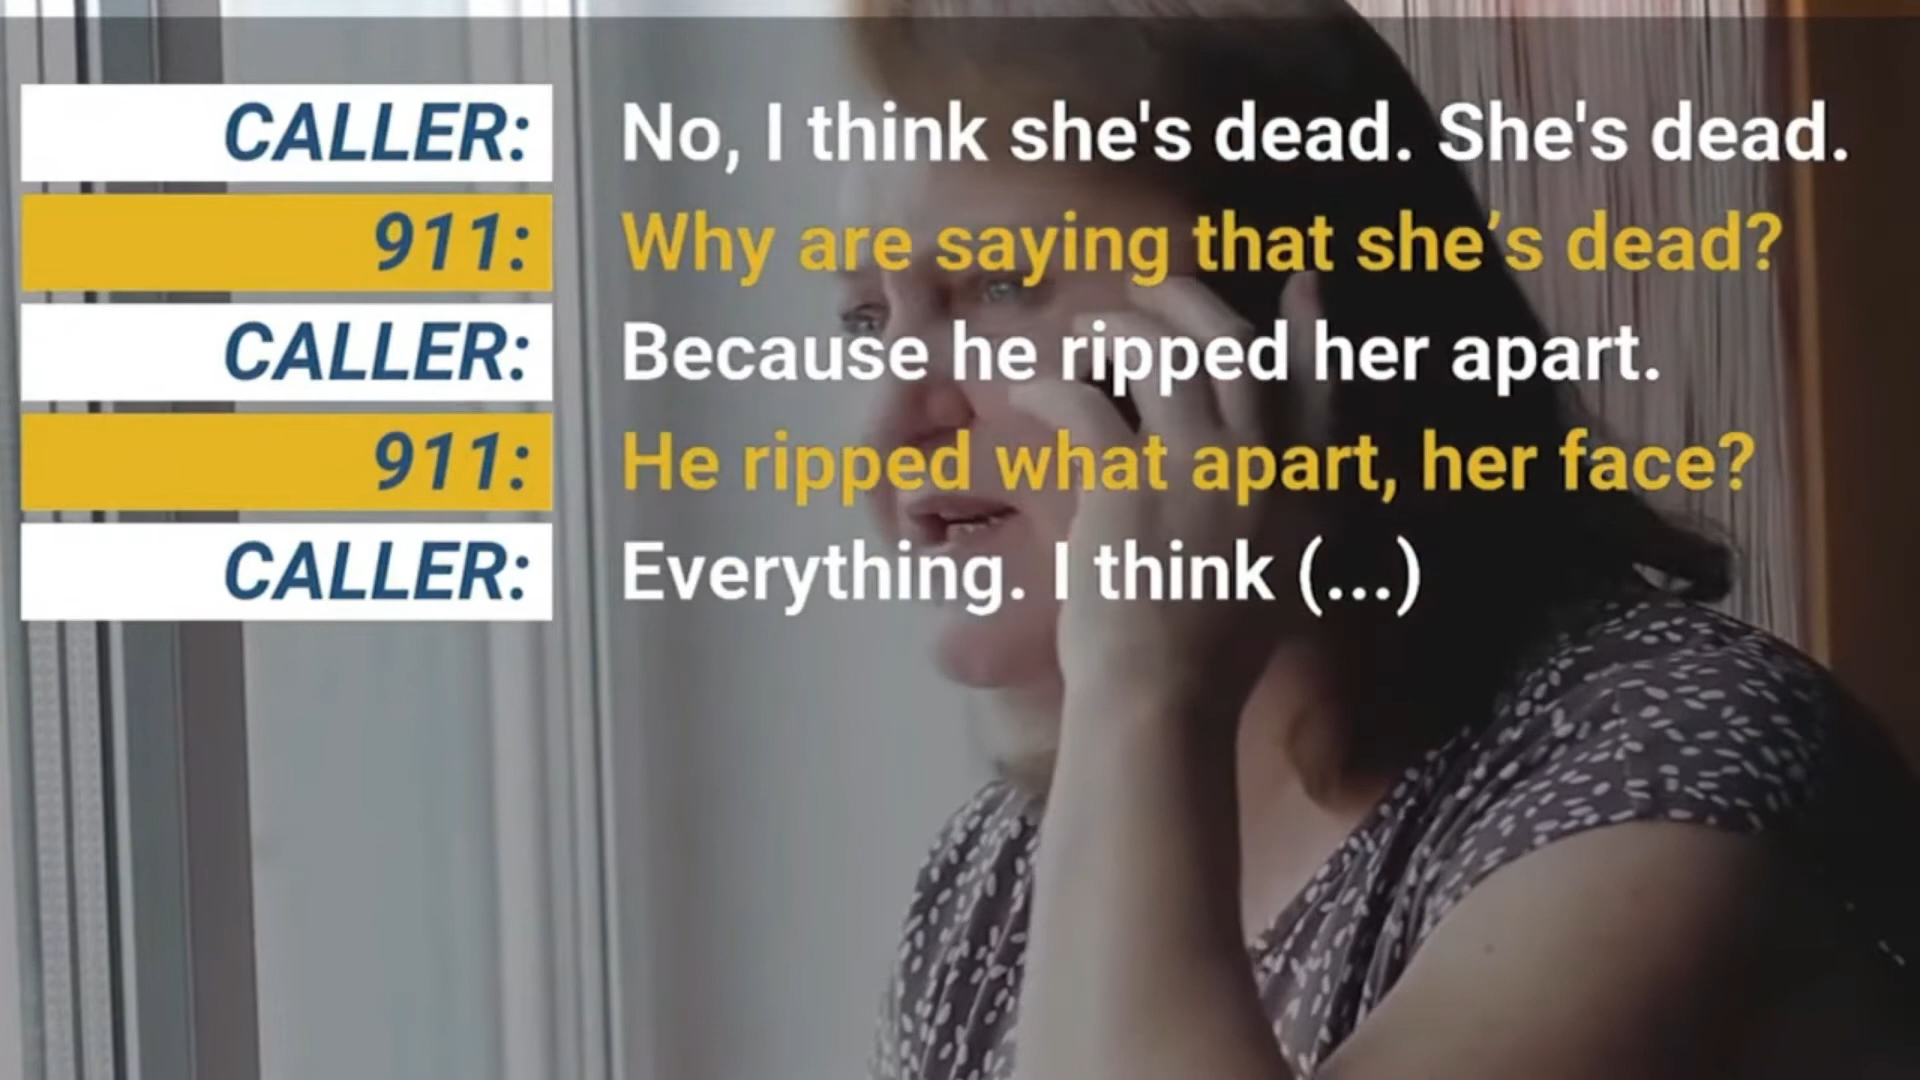 CALLER: No, I think she's dead. She's dead.
911: Why are saying that she’s dead?
CALLER: Because he ripped her apart.
911: He ripped what apart, her face?
CALLER: Everything. I think (...)